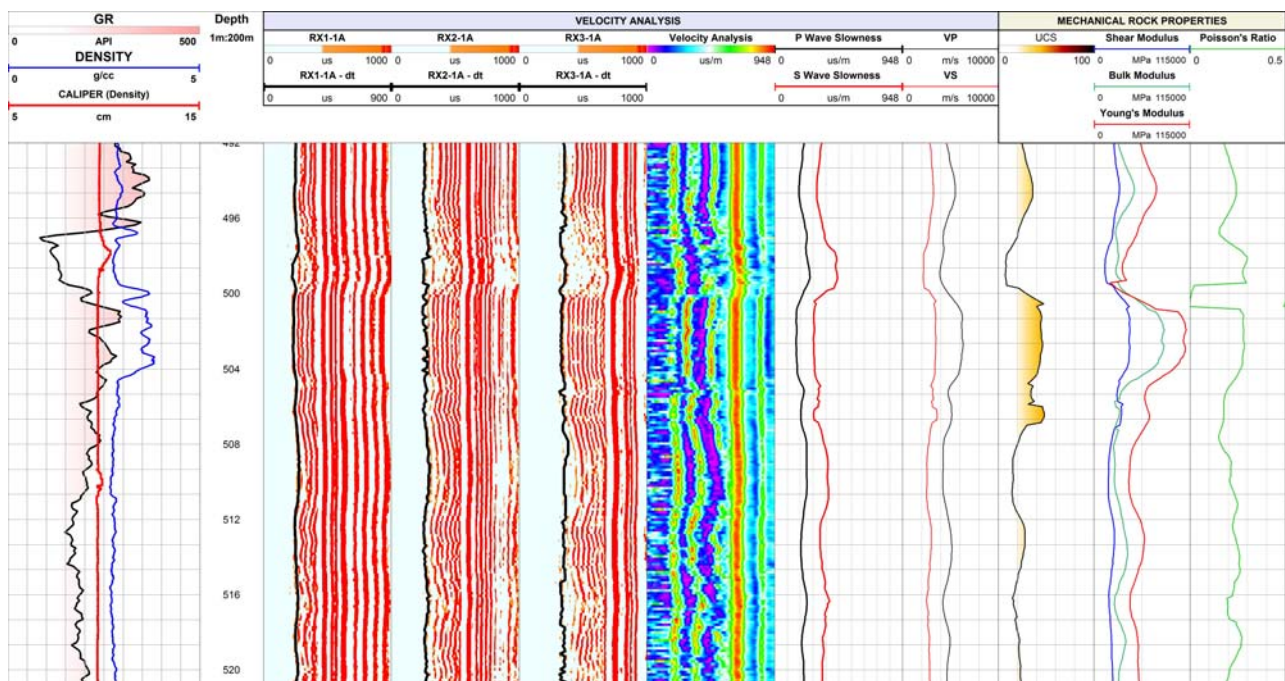 GR
0 API 500
DENSITY
0 g/cc 5
CALIPER (Density)
5 cm 15
Depth
1m:200m
VELOCITY ANALYSIS
RX1-1A
0 us 1000
RX1-1A - dt
0 us 900
RX2-1A
0 us 1000
RX2-1A - dt
0 us 1000
RX3-1A
0 us 1000
RX3-1A - dt
0 us 1000
Velocity Analysis
0 us/m 948
P Wave Slowness
0 us/m 948
S Wave Slowness
0 us/m 948
VP
0 m/s 10000
VS
0 m/s 10000
MECHANICAL ROCK PROPERTIES
UCS
0 100
Shear Modulus
0 MPa 115000
Bulk Modulus
0 MPa 115000
Young's Modulus
0 MPa 115000
Poisson's Ratio
0 0.5
492
496
500
504
508
512
516
520